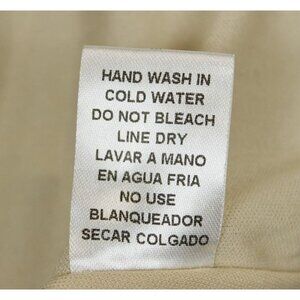 HAND WASH IN
COLD WATER
DO NOT BLEACH
LINE DRY
LAVAR A MANO
EN AGUA FRIA
NO USE
BLANQUEADOR
SECAR COLGADO